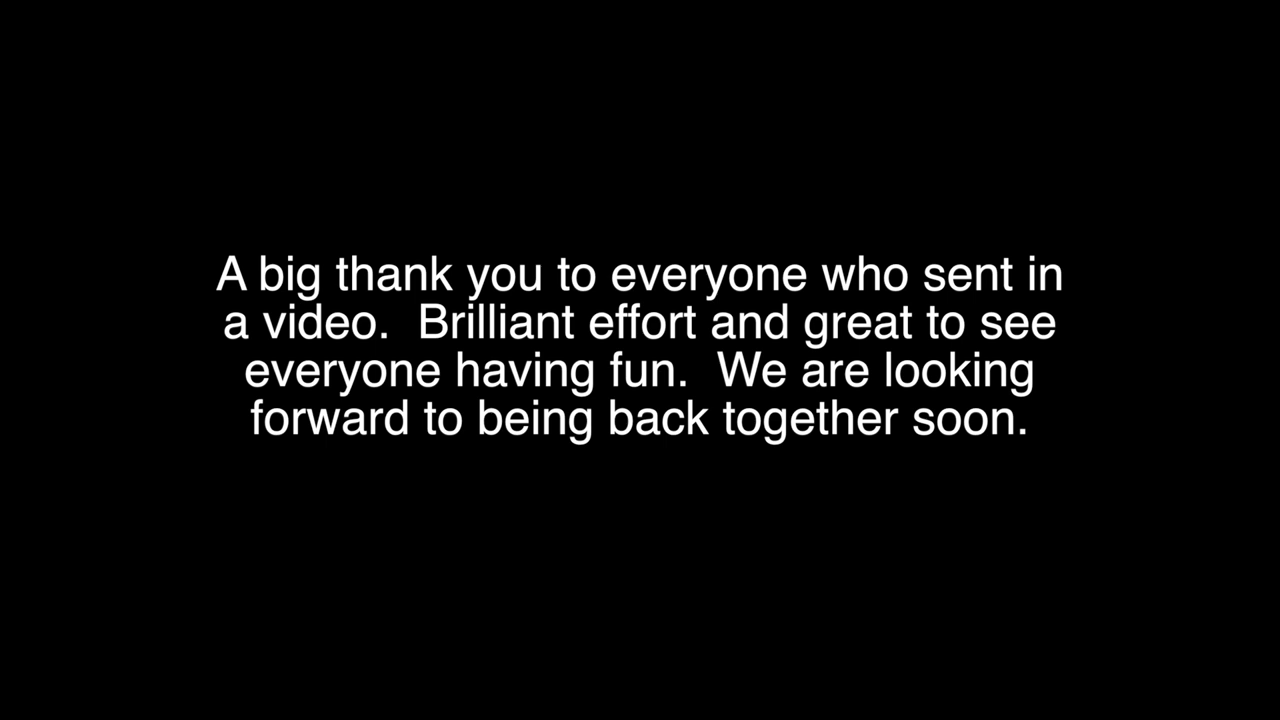 A big thank you to everyone who sent in
a video.  Brilliant effort and great to see
everyone having fun.  We are looking
forward to being back together soon.